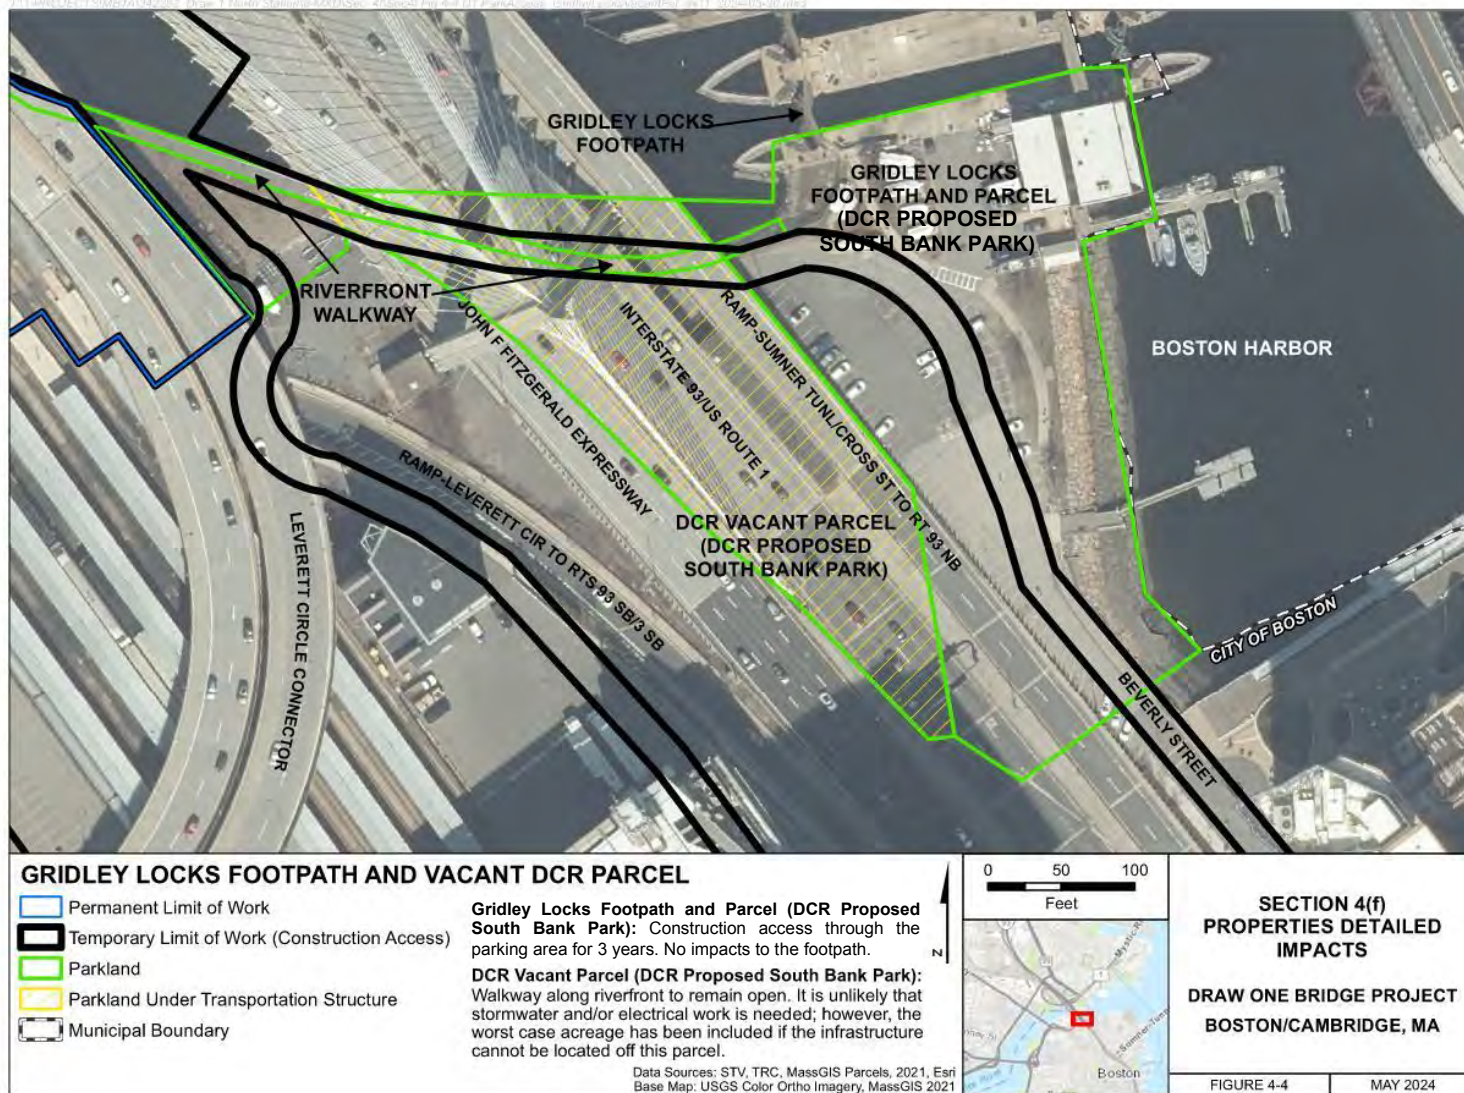 GRIDLEY LOCKS
FOOTPATH
GRIDLEY LOCKS
FOOTPATH AND PARCEL
(DCR PROPOSED
SOUTH BANK PARK)
RIVERFRONT
WALKWAY
JOHN F FITZGERALD EXPRESSWAY
INTERSTATE 93/US ROUTE 1
RAMP-SUMNER TUNL/CROSS ST TO RT 93 NB
BOSTON HARBOR
RAMP-LEVERETT CIR TO RTS 93 SB/3 SB
LEVERETT CIRCLE CONNECTOR
DCR VACANT PARCEL
(DCR PROPOSED
SOUTH BANK PARK)
CITY OF BOSTON
BEVERLY STREET
GRIDLEY LOCKS FOOTPATH AND VACANT DCR PARCEL
Permanent Limit of Work
Temporary Limit of Work (Construction Access)
Parkland
Parkland Under Transportation Structure
Municipal Boundary
Gridley Locks Footpath and Parcel (DCR Proposed
South Bank Park): Construction access through the
parking area for 3 years. No impacts to the footpath.
DCR Vacant Parcel (DCR Proposed South Bank Park):
Walkway along riverfront to remain open. It is unlikely that
stormwater and/or electrical work is needed; however, the
worst case acreage has been included if the infrastructure
cannot be located off this parcel.
Data Sources: STV, TRC, MassGIS Parcels, 2021, Esri
Base Map: USGS Color Ortho Imagery, MassGIS 2021
N
0 50 100
Feet
Boston
SECTION 4(f)
PROPERTIES DETAILED
IMPACTS
DRAW ONE BRIDGE PROJECT
BOSTON/CAMBRIDGE, MA
FIGURE 4-4
MAY 2024